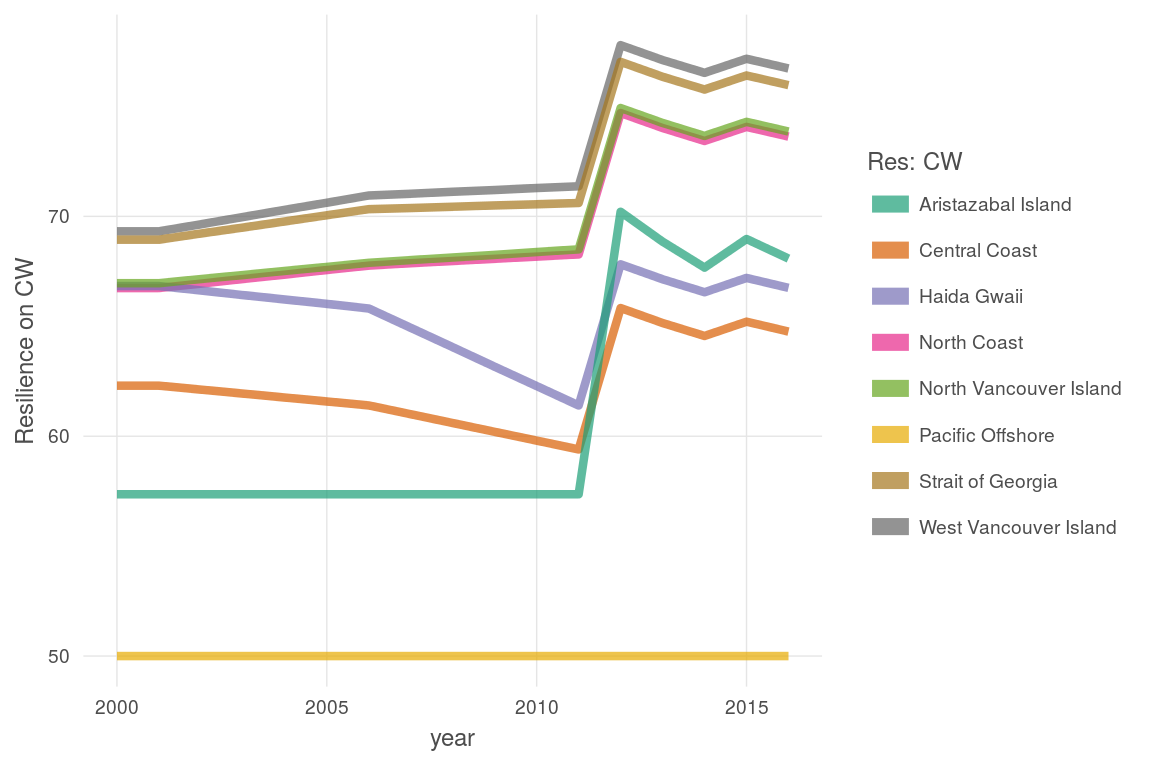 Resilience on CW
70
60
50
2000
2005
2010
2015
year
Res: CW
Aristazabal Island
Central Coast
Haida Gwaii
North Coast
North Vancouver Island
Pacific Offshore
Strait of Georgia
West Vancouver Island